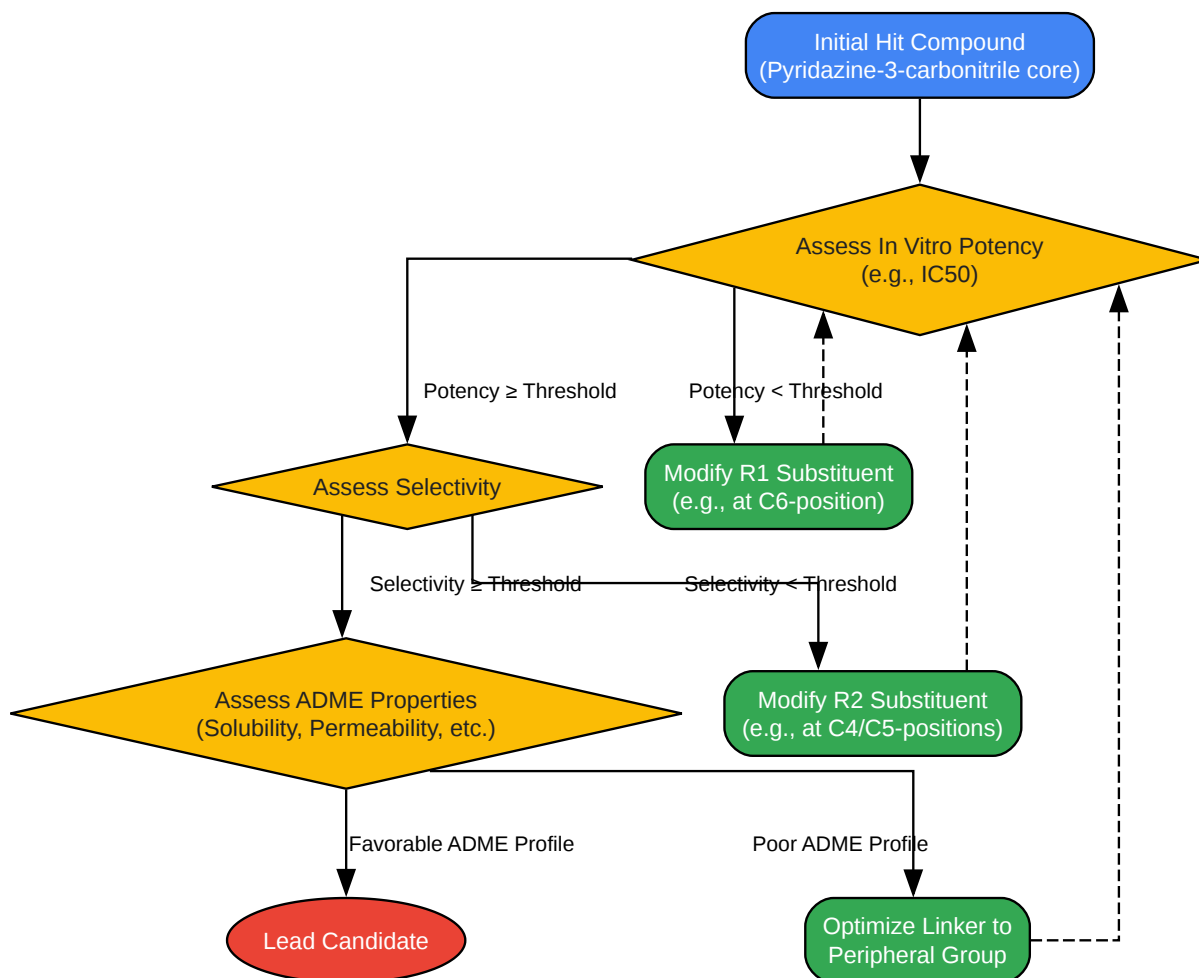 Initial Hit Compound
(Pyridazine-3-carbonitrile core)
Assess In Vitro Potency
(e.g., IC50)
Potency ≥ Threshold
Potency < Threshold
Assess Selectivity
Modify R1 Substituent
(e.g., at C6-position)
Selectivity ≥ Threshold
Selectivity < Threshold
Assess ADME Properties
(Solubility, Permeability, etc.)
Modify R2 Substituent
(e.g., at C4/C5-positions)
Favorable ADME Profile
Poor ADME Profile
Lead Candidate
Optimize Linker to
Peripheral Group